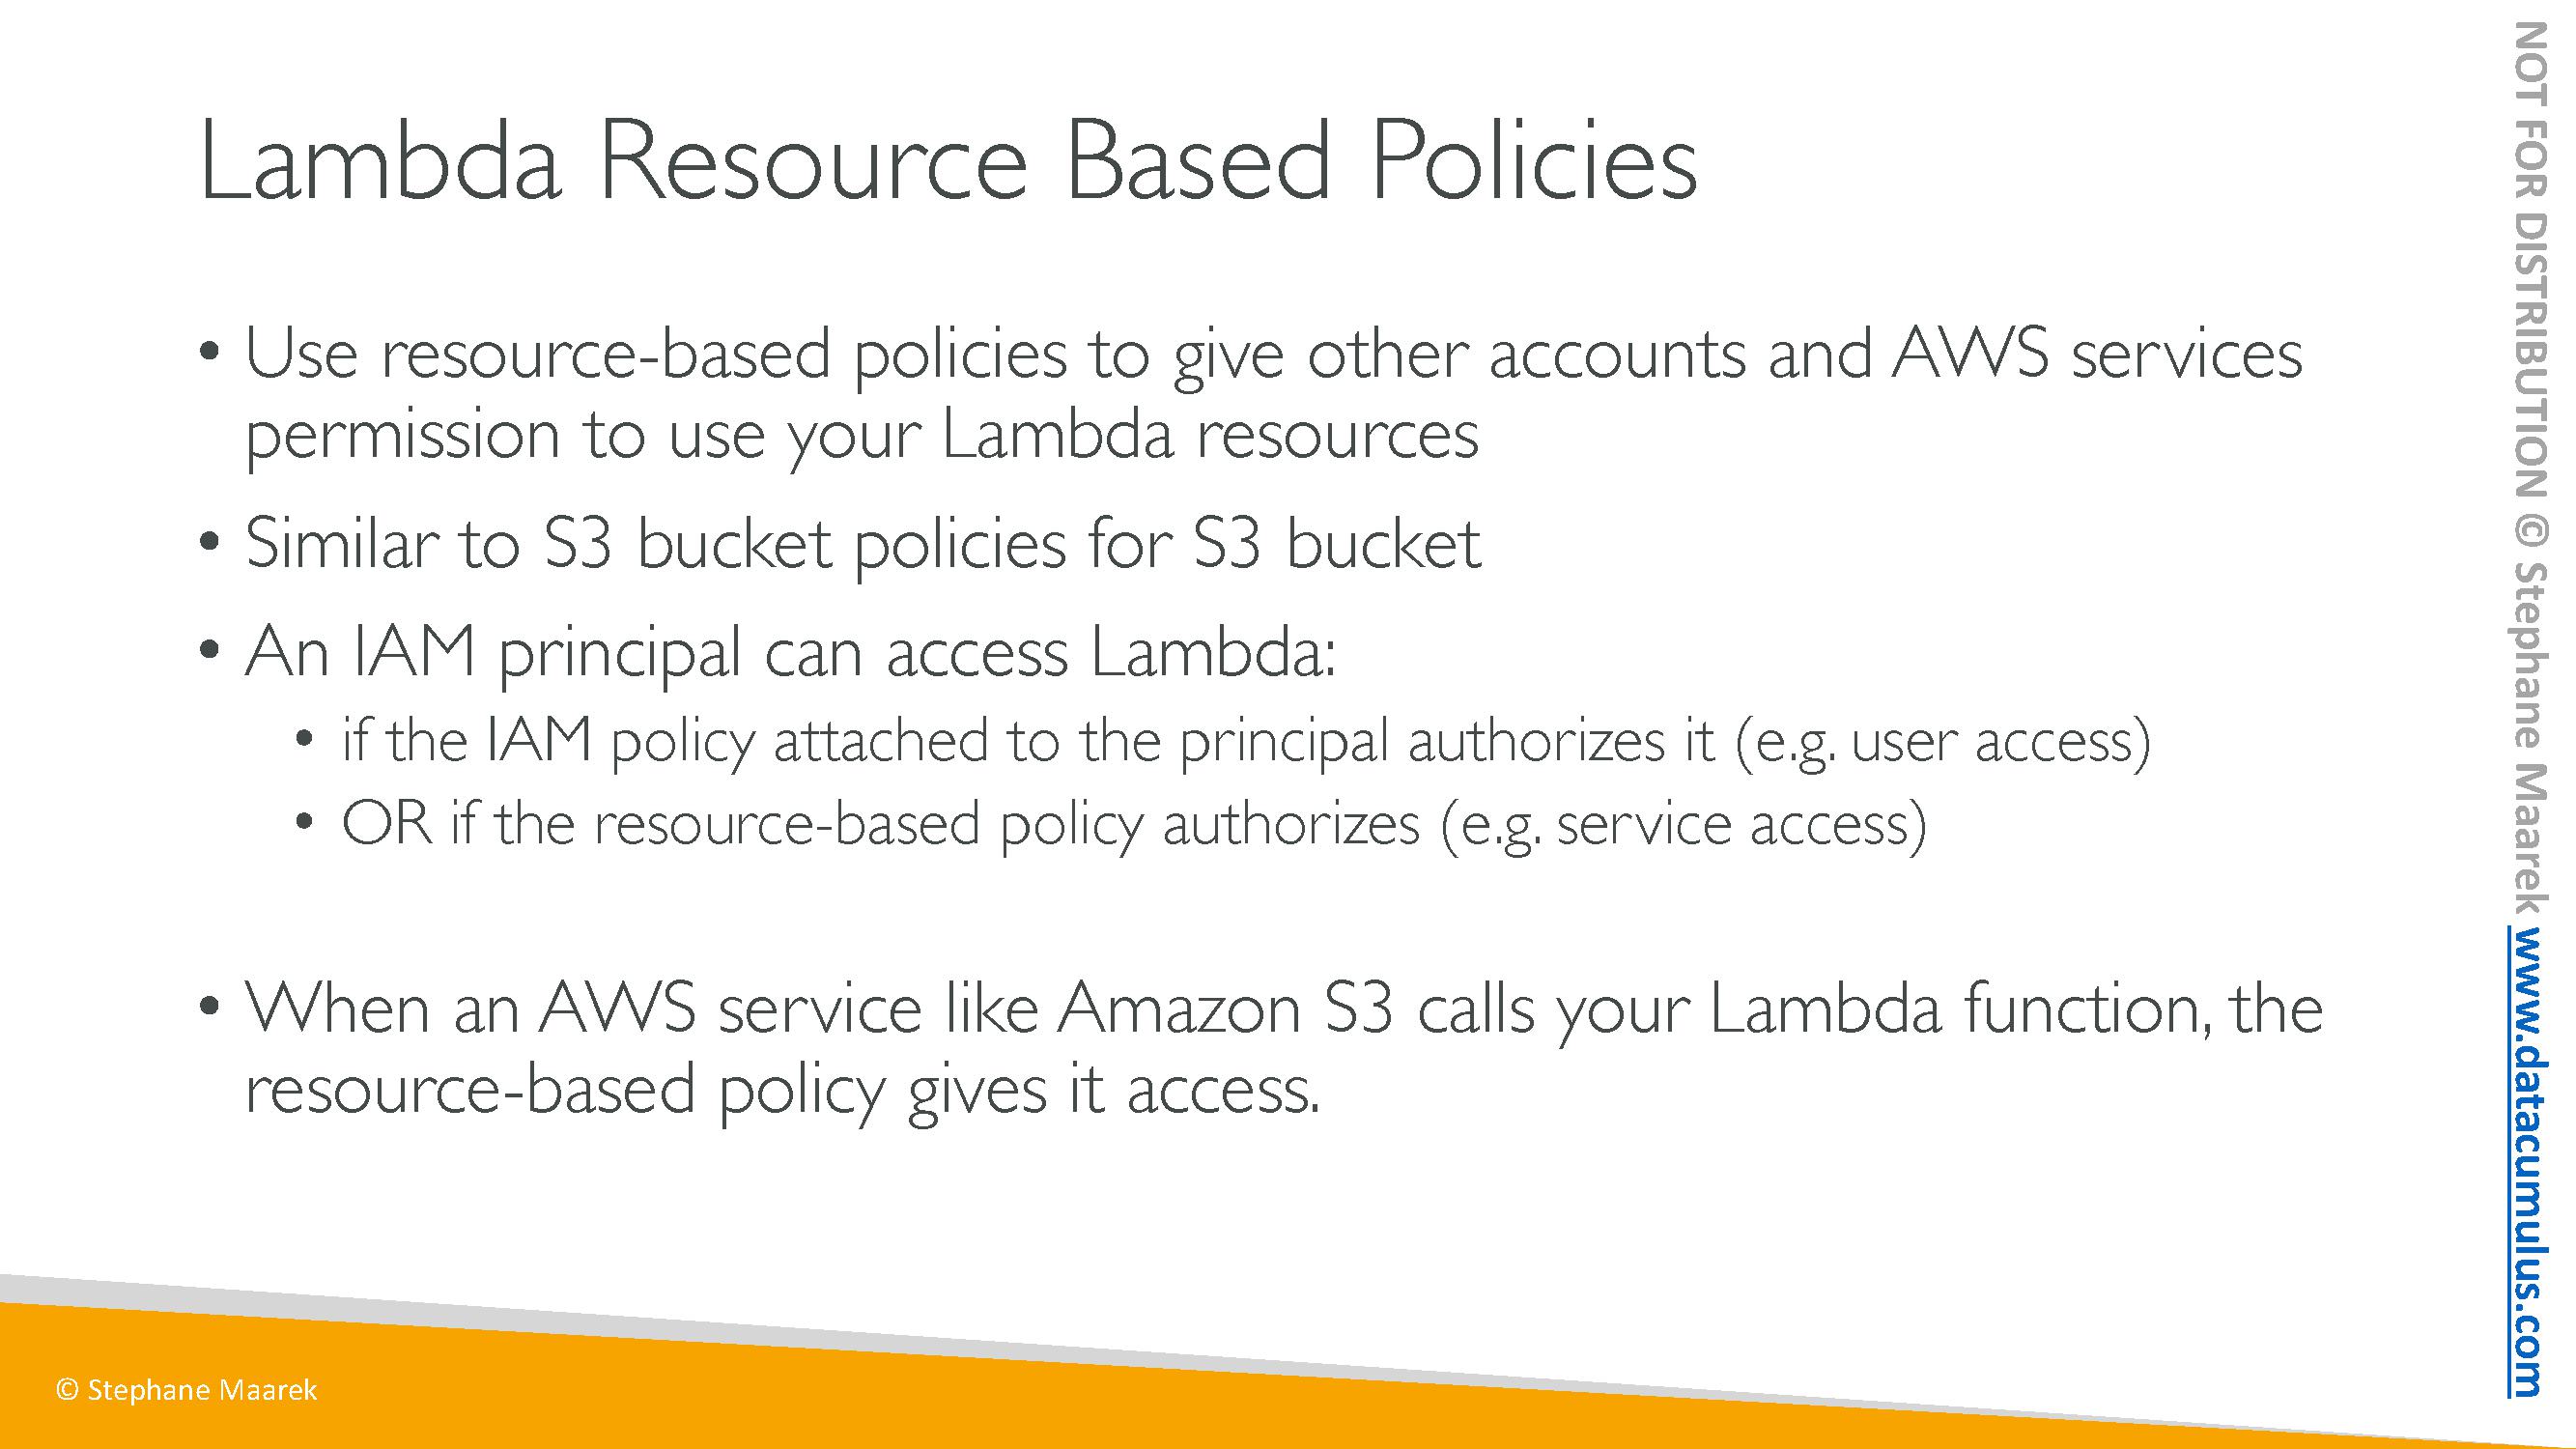 Lambda Resource Based Policies
• Use resource-based policies to give other accounts and AWS services
permission to use your Lambda resources
• Similar to S3 bucket policies for S3 bucket
• An IAM principal can access Lambda:
• if the IAM policy attached to the principal authorizes it (e.g. user access)
• OR if the resource-based policy authorizes (e.g. service access)
• When an AWS service like Amazon S3 calls your Lambda function, the
resource-based policy gives it access.
© Stephane Maarek
NOT FOR DISTRIBUTION © Stephane Maarek www.datacumulus.com